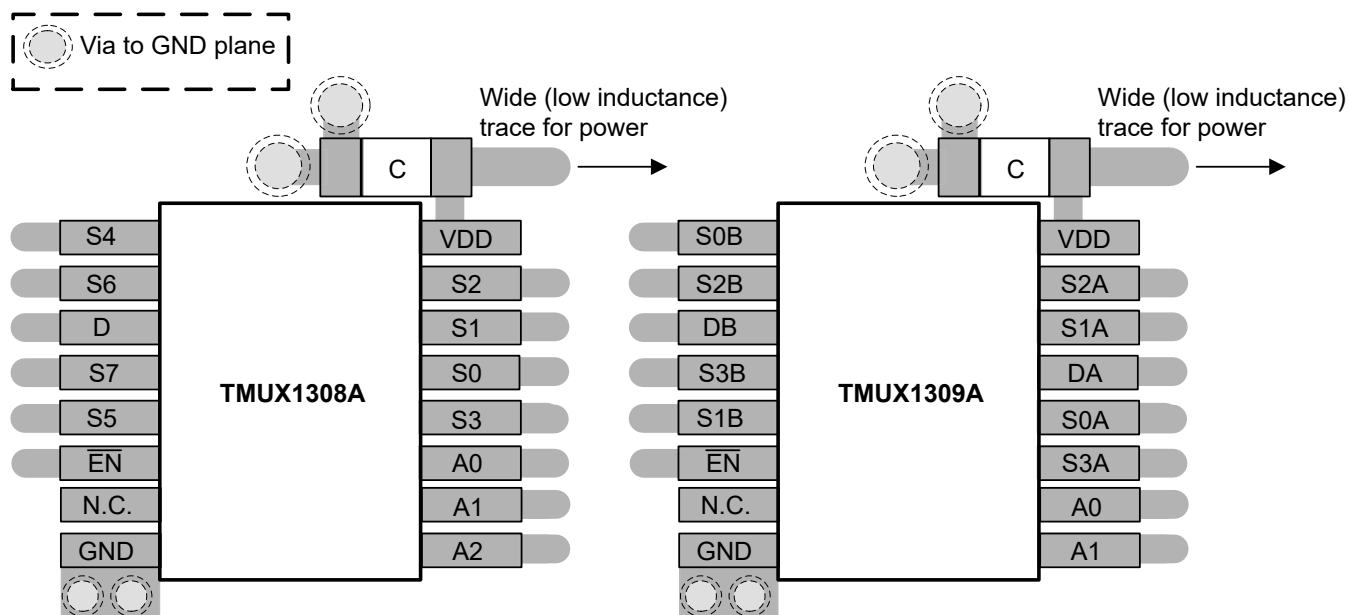 Via to GND plane
Wide (low inductance)
trace for power
C
S4
S6
D
S7
S5
EN
N.C.
GND
TMUX1308A
VDD
S2
S1
S0
S3
A0
A1
A2
Wide (low inductance)
trace for power
C
S0B
S2B
DB
S3B
S1B
EN
N.C.
GND
TMUX1309A
VDD
S2A
S1A
DA
S0A
S3A
A0
A1